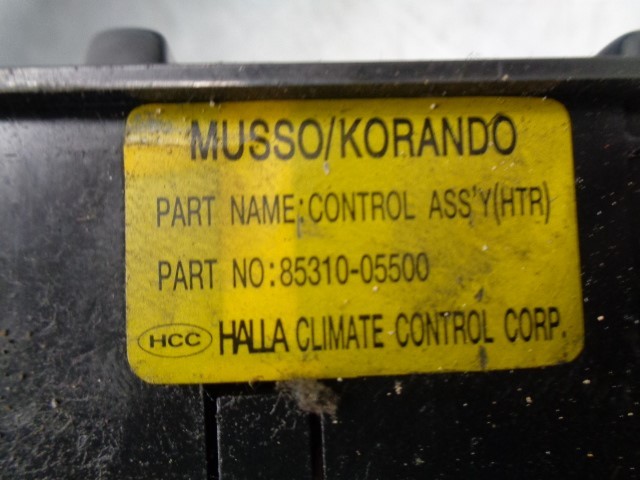 MUSSO/KORANDO
PART NAME:CONTROL ASS'Y(HTR)
PART NO:85310-05500
HCC HALLA CLIMATE CONTROL CORP.